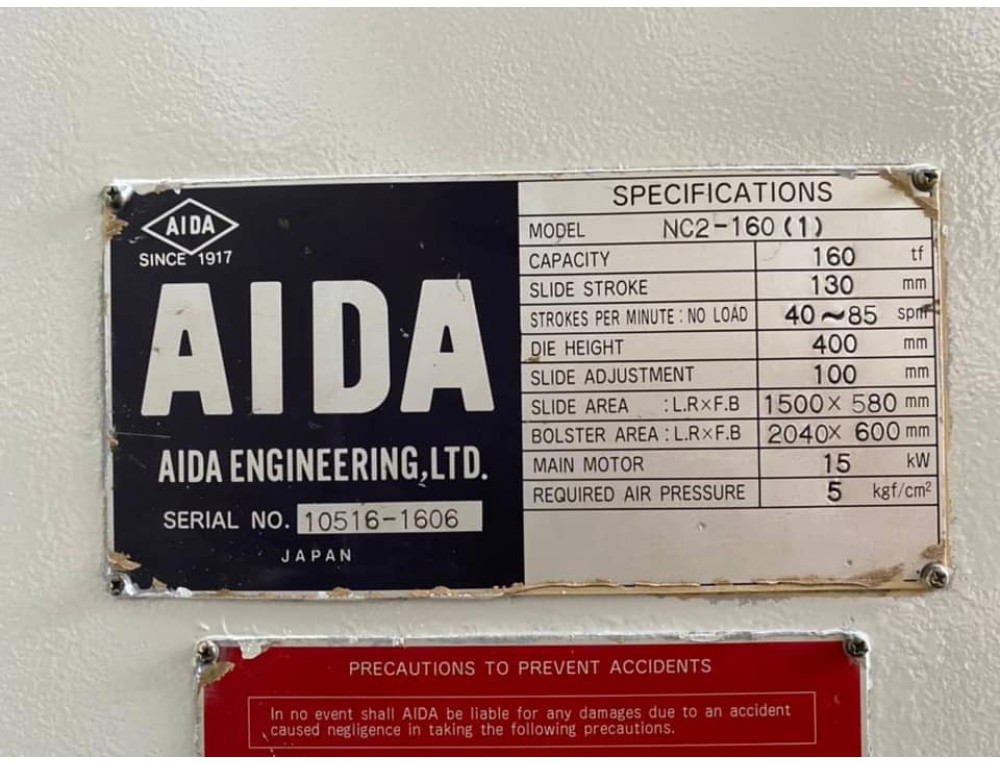 AIDA
SINCE 1917
AIDA
AIDA ENGINEERING,LTD.
SERIAL NO. 10516-1606
JAPAN
SPECIFICATIONS
MODEL NC2-160 (1)
CAPACITY 160 tf
SLIDE STROKE 130 mm
STROKES PER MINUTE : NO LOAD 40~85 spm
DIE HEIGHT 400 mm
SLIDE ADJUSTMENT 100 mm
SLIDE AREA : L.R×F.B 1500× 580 mm
BOLSTER AREA : L.R×F.B 2040× 600 mm
MAIN MOTOR 15 kW
REQUIRED AIR PRESSURE 5 kgf/cm²
PRECAUTIONS TO PREVENT ACCIDENTS
In no event shall AIDA be liable for any damages due to an accident
caused negligence in taking the following precautions.